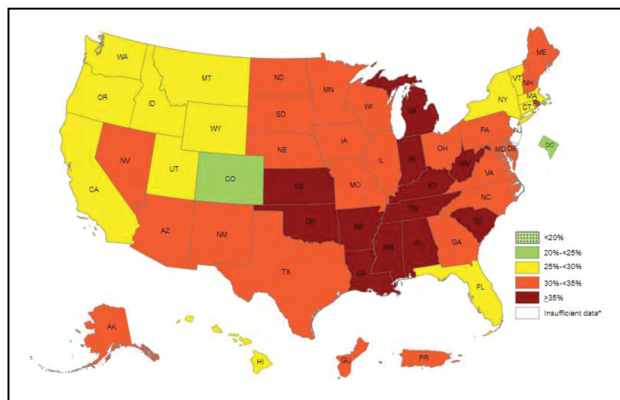 WA
MT
ND
MN
ME
VT
NH
OR
ID
SD
WI
MI
NY
MA
CT
RI
WY
IA
PA
NJ
NE
NV
UT
CO
IL
IN
OH
MD
DE
DC
WV
VA
CA
KS
MO
KY
NC
TN
AZ
NM
OK
AR
SC
MS
AL
GA
TX
LA
FL
AK
HI
GU
PR
<20%
20%-<25%
25%-<30%
30%-<35%
≥35%
Insufficient data*